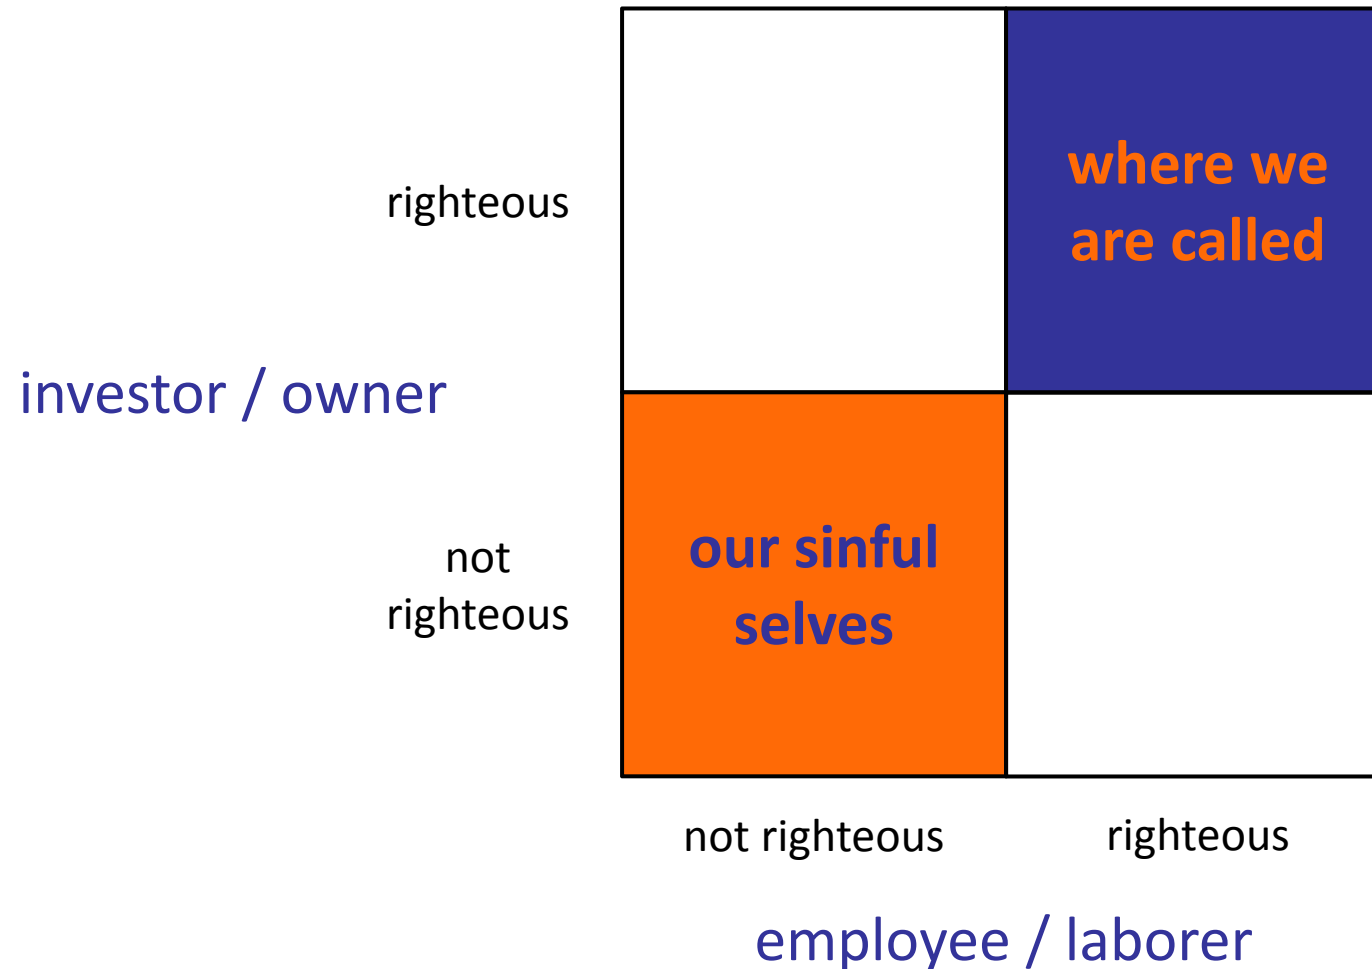 where we
are called
righteous
investor / owner
our sinful
selves
not
righteous
not righteous
righteous
employee / laborer